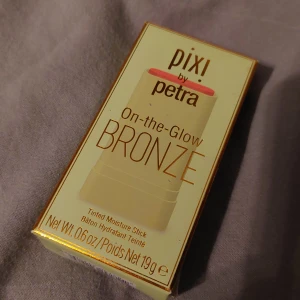 pixi
by
petra
On-the-Glow
BRONZE
Tinted Moisture Stick
Bâton Hydratant Teinté
Net Wt. 0.6 oz/Poids Net 19 g e